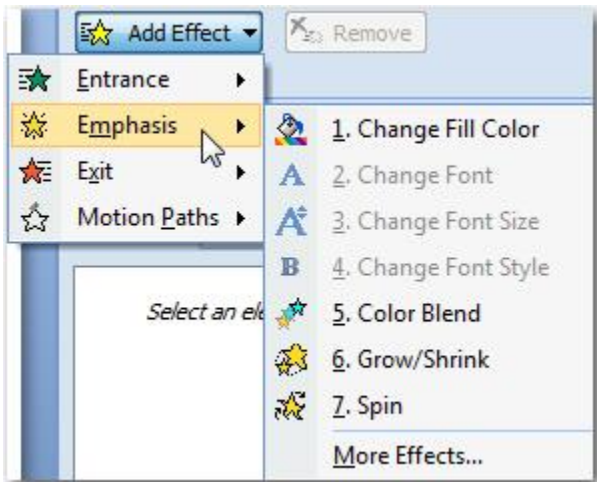 Add Effect
Remove
Entrance
Emphasis
Exit
Motion Paths
1. Change Fill Color
2. Change Font
3. Change Font Size
4. Change Font Style
5. Color Blend
6. Grow/Shrink
7. Spin
More Effects...
Select an ele